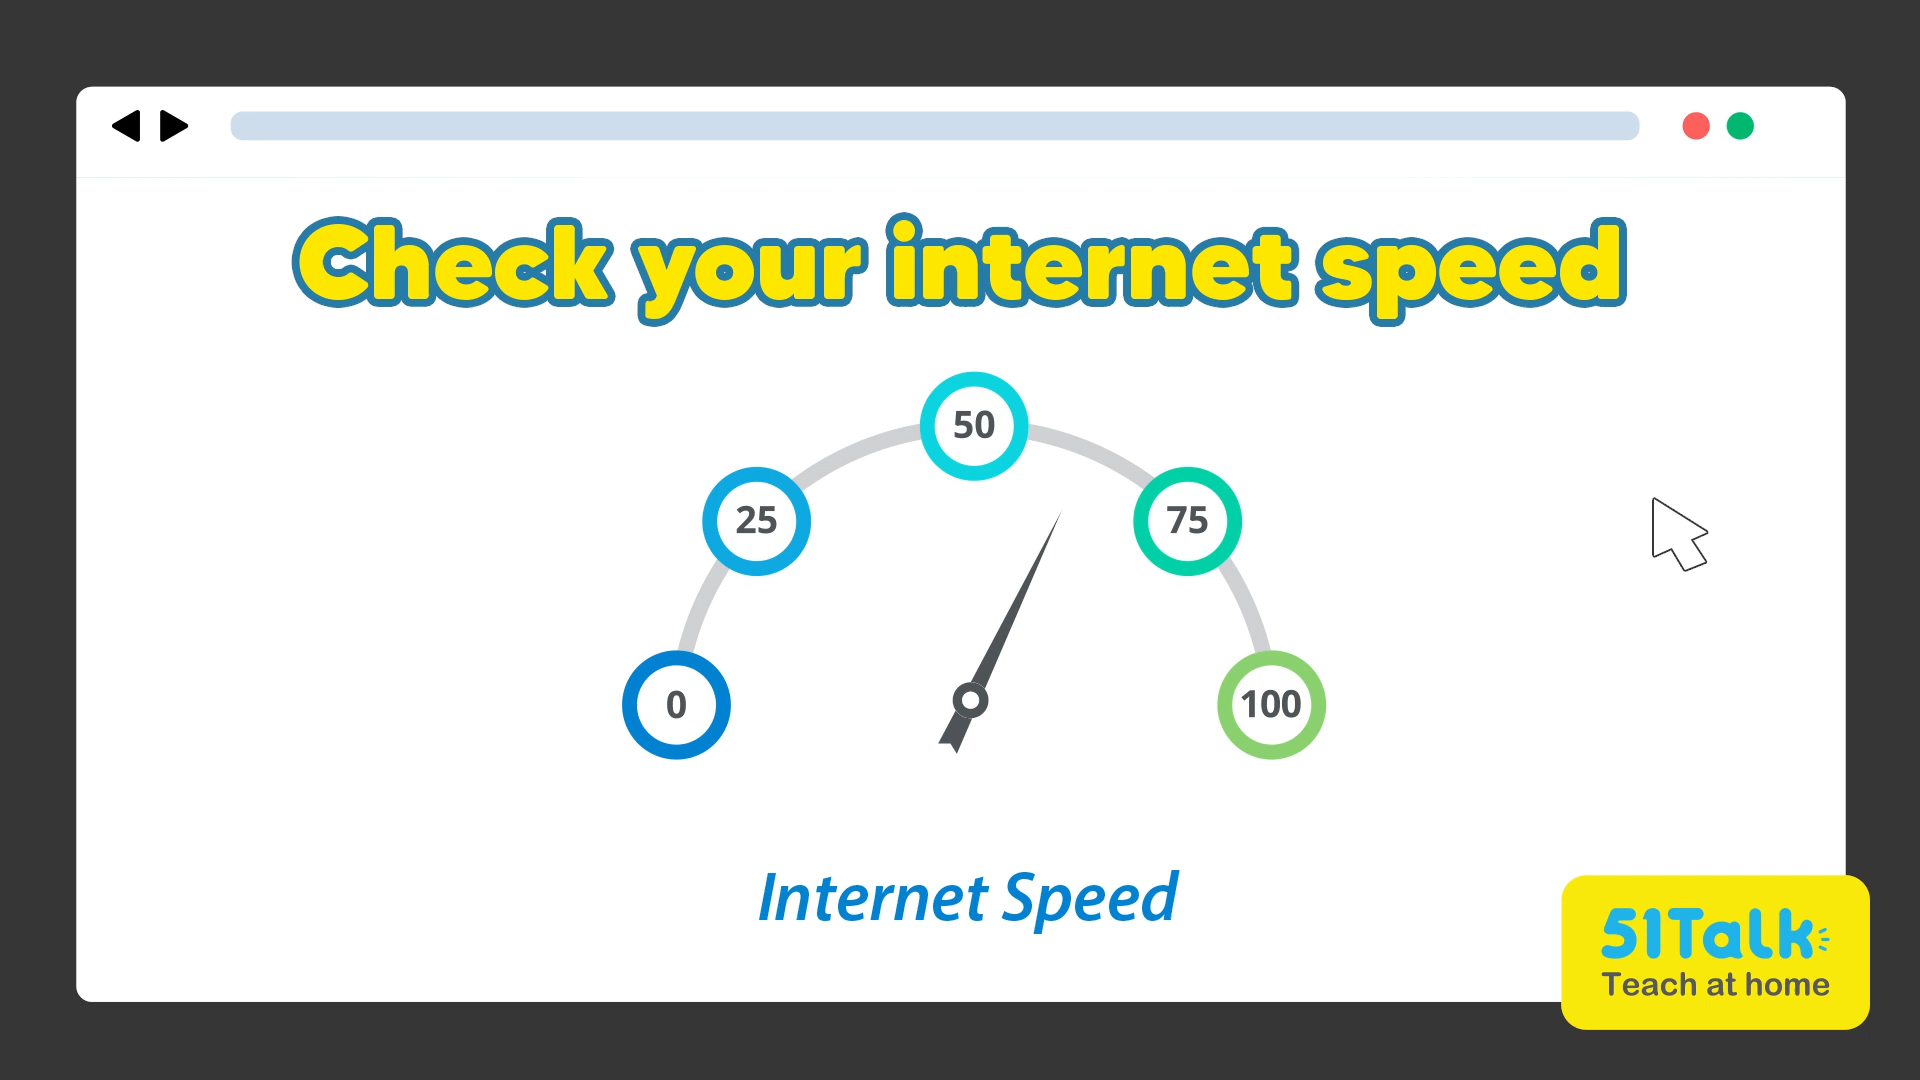 Check your internet speed
50
25
75
0
100
Internet Speed
51Talk
Teach at home